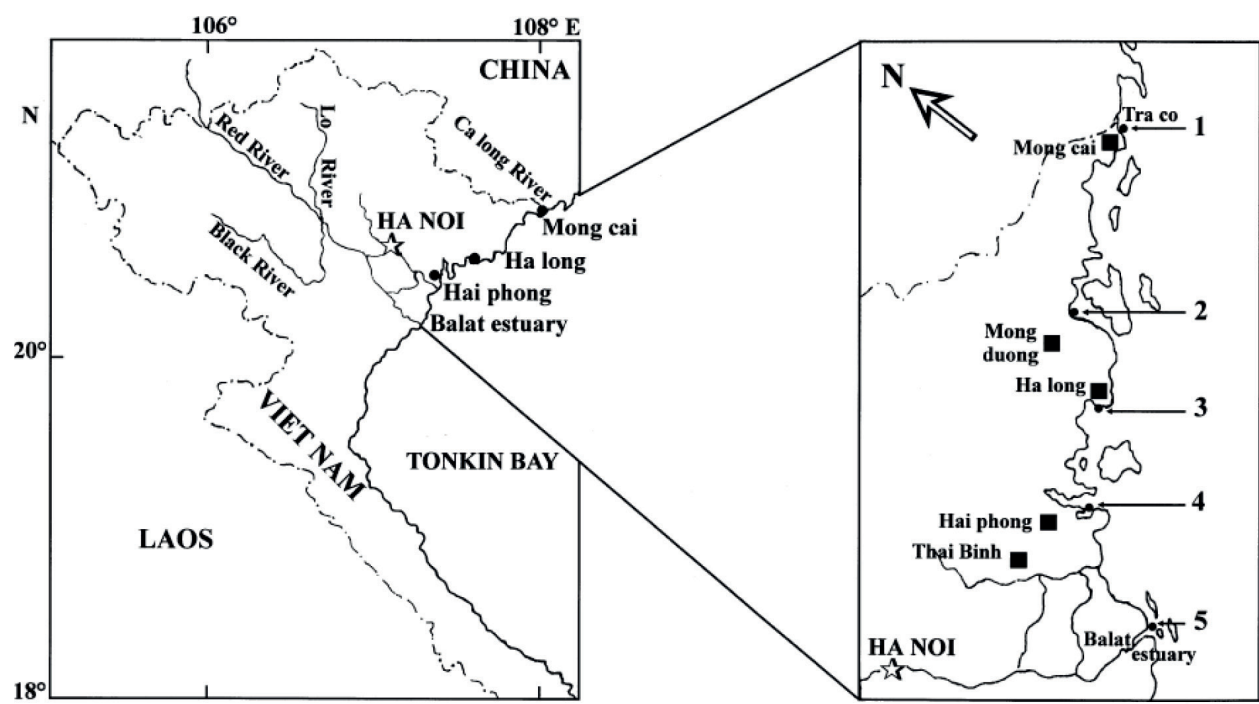 106°
108° E
CHINA
N
Red River
Lo
River
Ca long River
HA NOI
Mong cai
Black River
Ha long
Hai phong
Balat estuary
20°
VIET NAM
TONKIN BAY
LAOS
18°
N
Tra co
1
Mong cai
2
Mong
duong
Ha long
3
4
Hai phong
Thai Binh
5
Balat
estuary
HA NOI